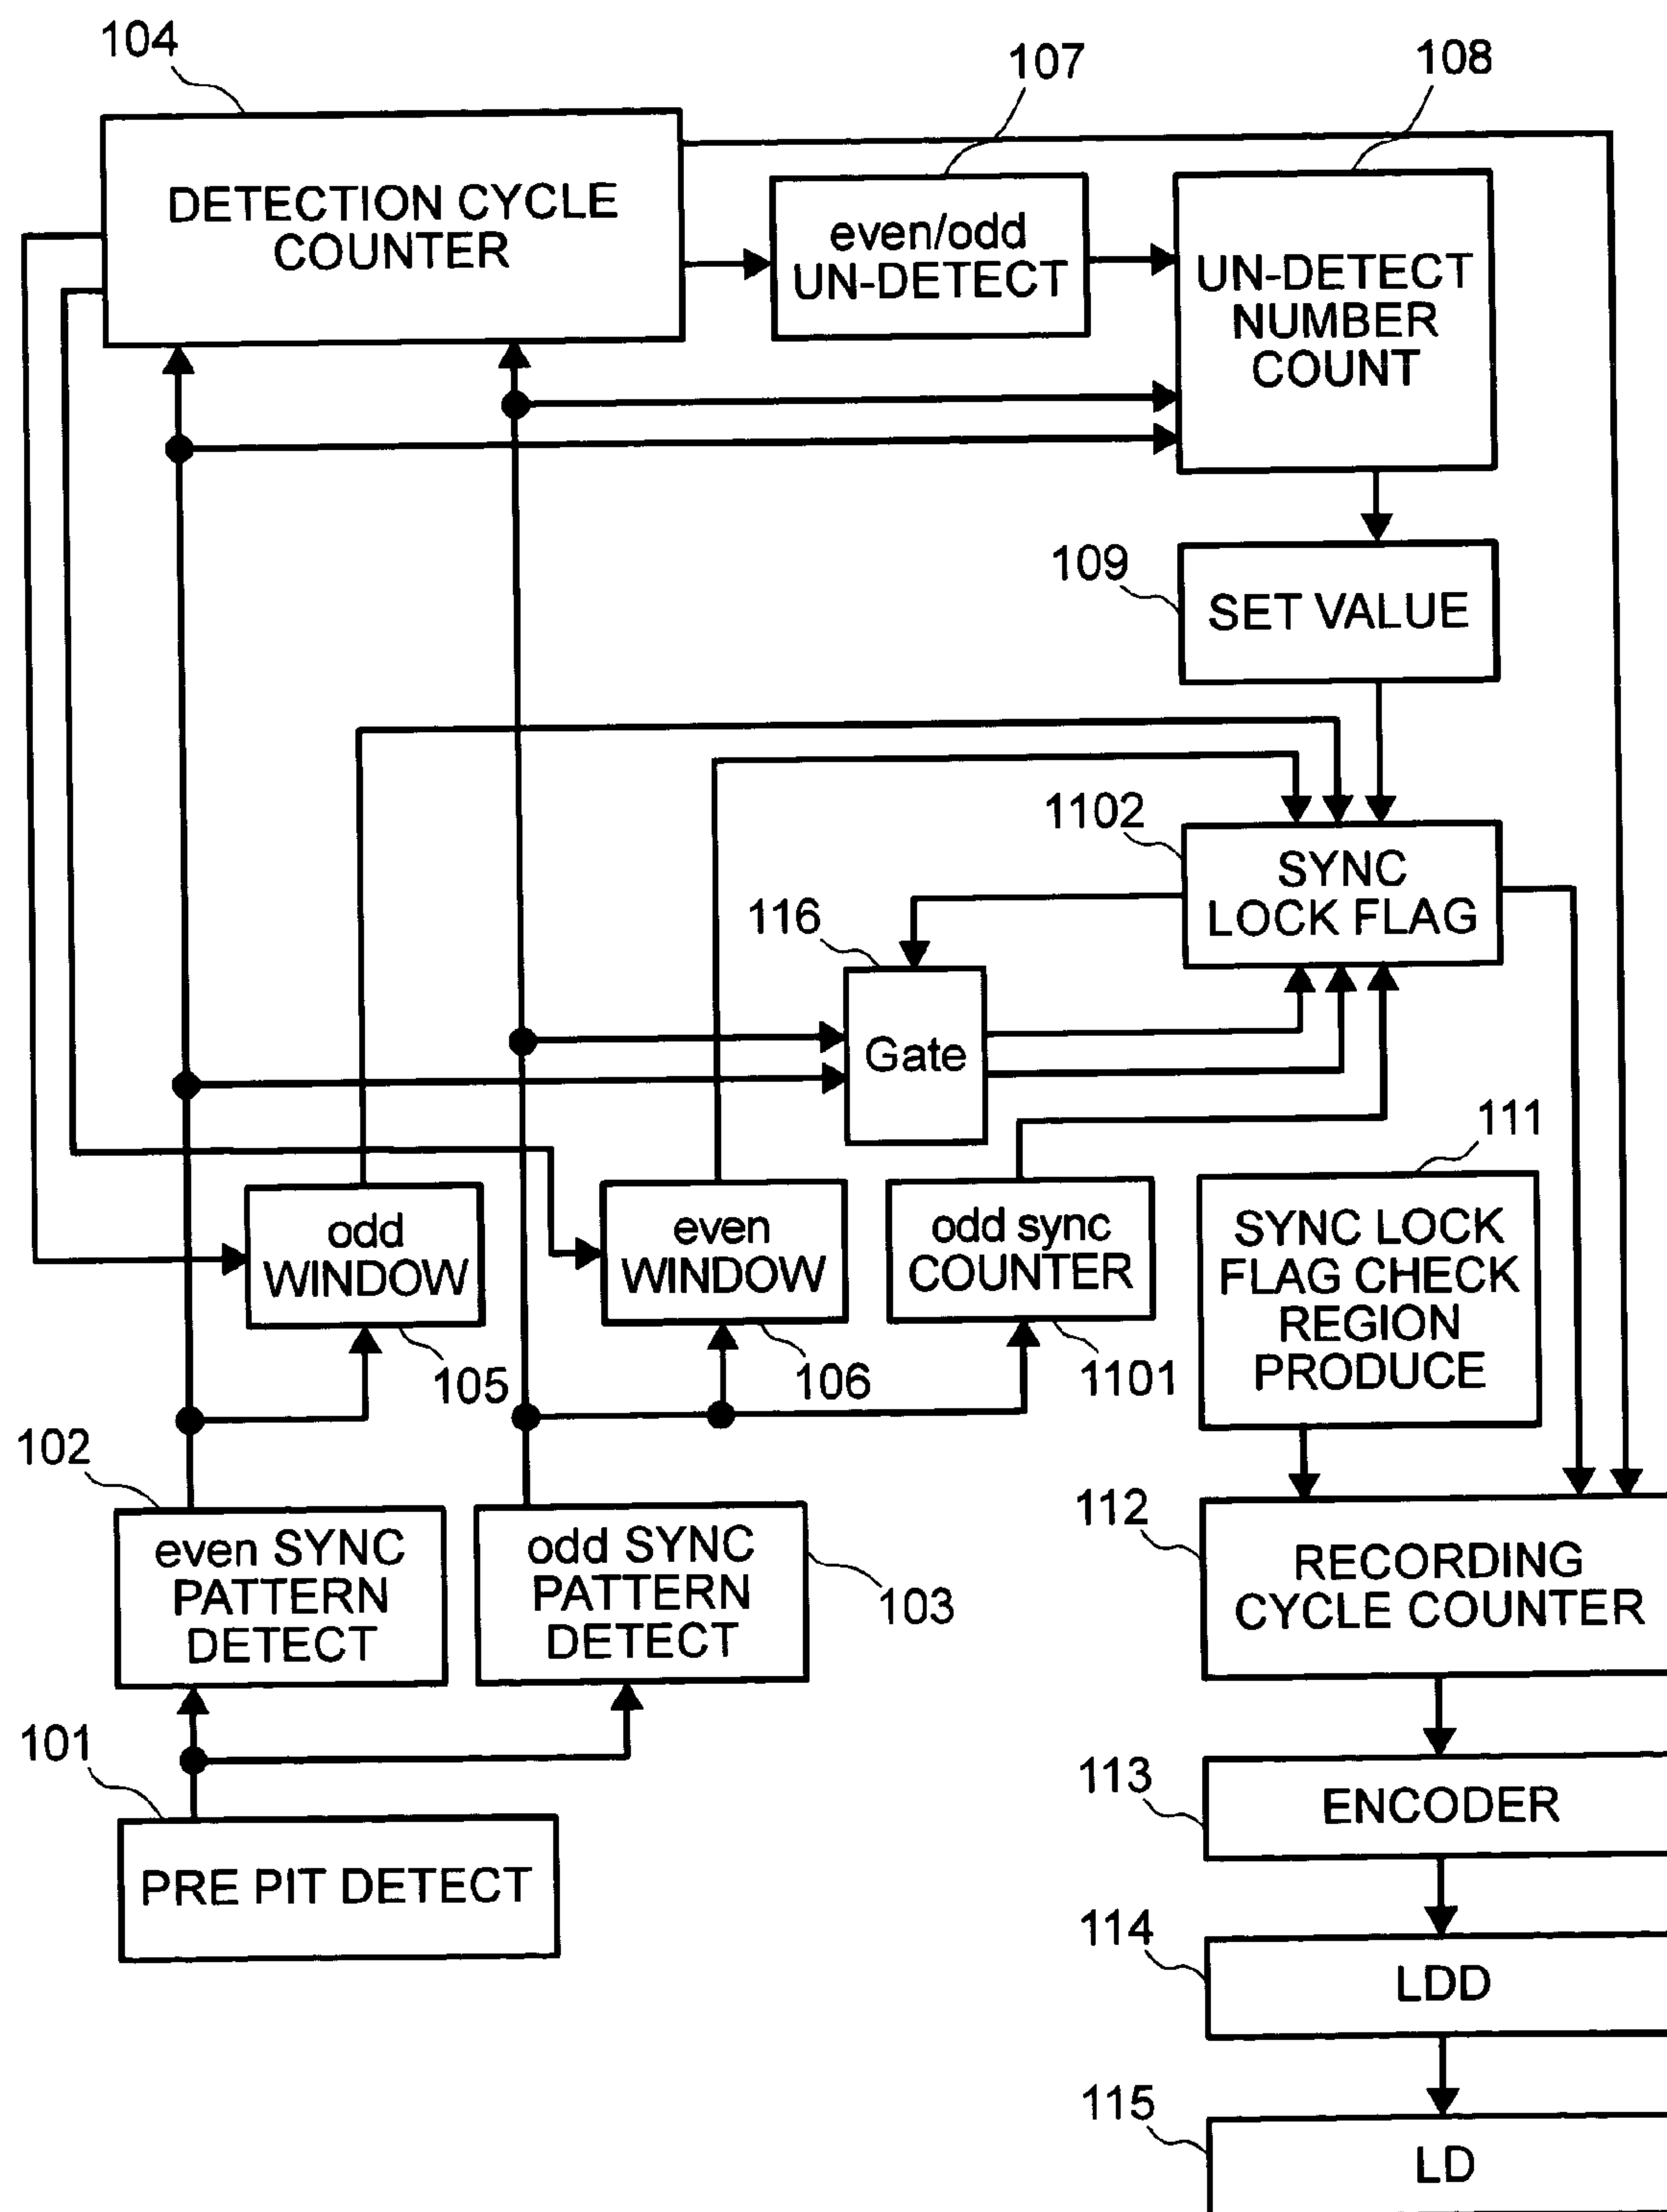 104
107
108
DETECTION CYCLE
COUNTER
even/odd
UN-DETECT
UN-DETECT
NUMBER
COUNT
109
SET VALUE
1102
SYNC
LOCK FLAG
116
Gate
111
odd
WINDOW
even
WINDOW
odd sync
COUNTER
SYNC LOCK
FLAG CHECK
REGION
PRODUCE
105
106
1101
102
even SYNC
PATTERN
DETECT
odd SYNC
PATTERN
DETECT
103
112
RECORDING
CYCLE COUNTER
101
PRE PIT DETECT
113
ENCODER
114
LDD
115
LD